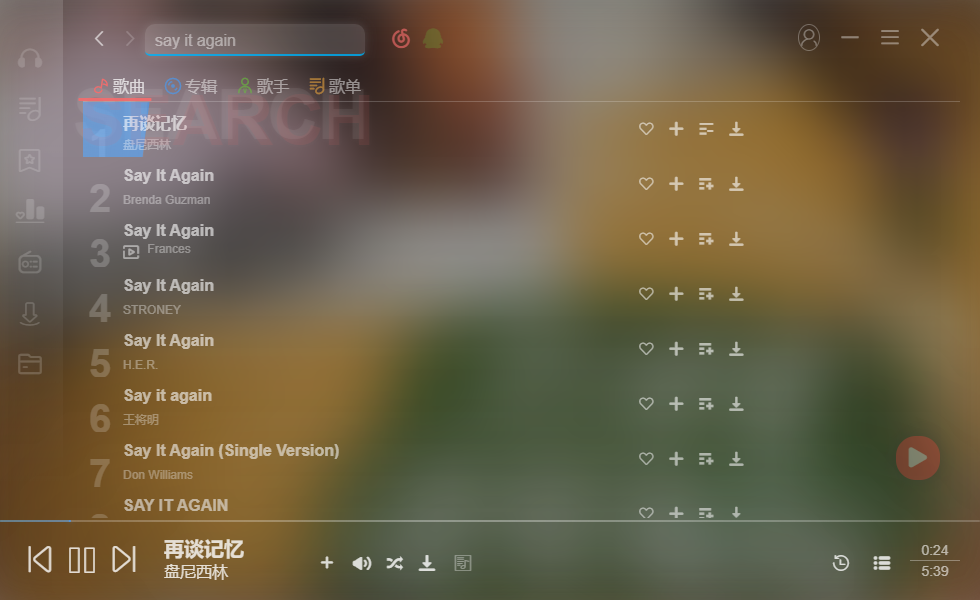 say it again
歌曲 专辑 歌手 歌单
SEARCH
1
再谈记忆
盘尼西林
2
Say It Again
Brenda Guzman
3
Say It Again
Frances
4
Say It Again
STRONEY
5
Say It Again
H.E.R.
6
Say it again
王将明
7
Say It Again (Single Version)
Don Williams
SAY IT AGAIN
再谈记忆
盘尼西林
0:24
5:39